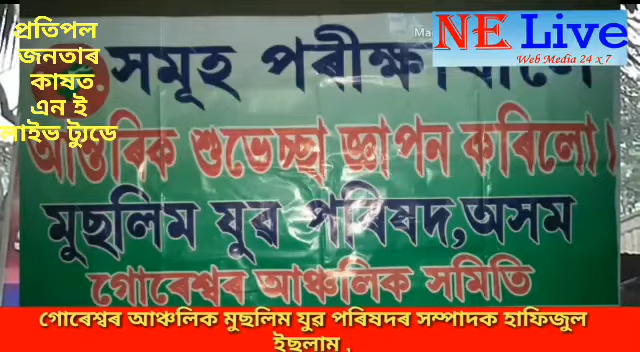 প্ৰতিপল
জনতাৰ
কাষত
এন ই
লাইভ ট্যুডে
NE Live
Web Media 24 x 7
সমূহ পৰীক্ষাৰ্থীলৈ
আন্তৰিক শুভেচ্ছা জ্ঞাপন কৰিলো।
মুছলিম যুৱ পৰিষদ,অসম
গোৰেশ্বৰ আঞ্চলিক সমিতি
গোৰেশ্বৰ আঞ্চলিক মুছলিম যুৱ পৰিষদৰ সম্পাদক হাফিজুল
ইছলাম ,